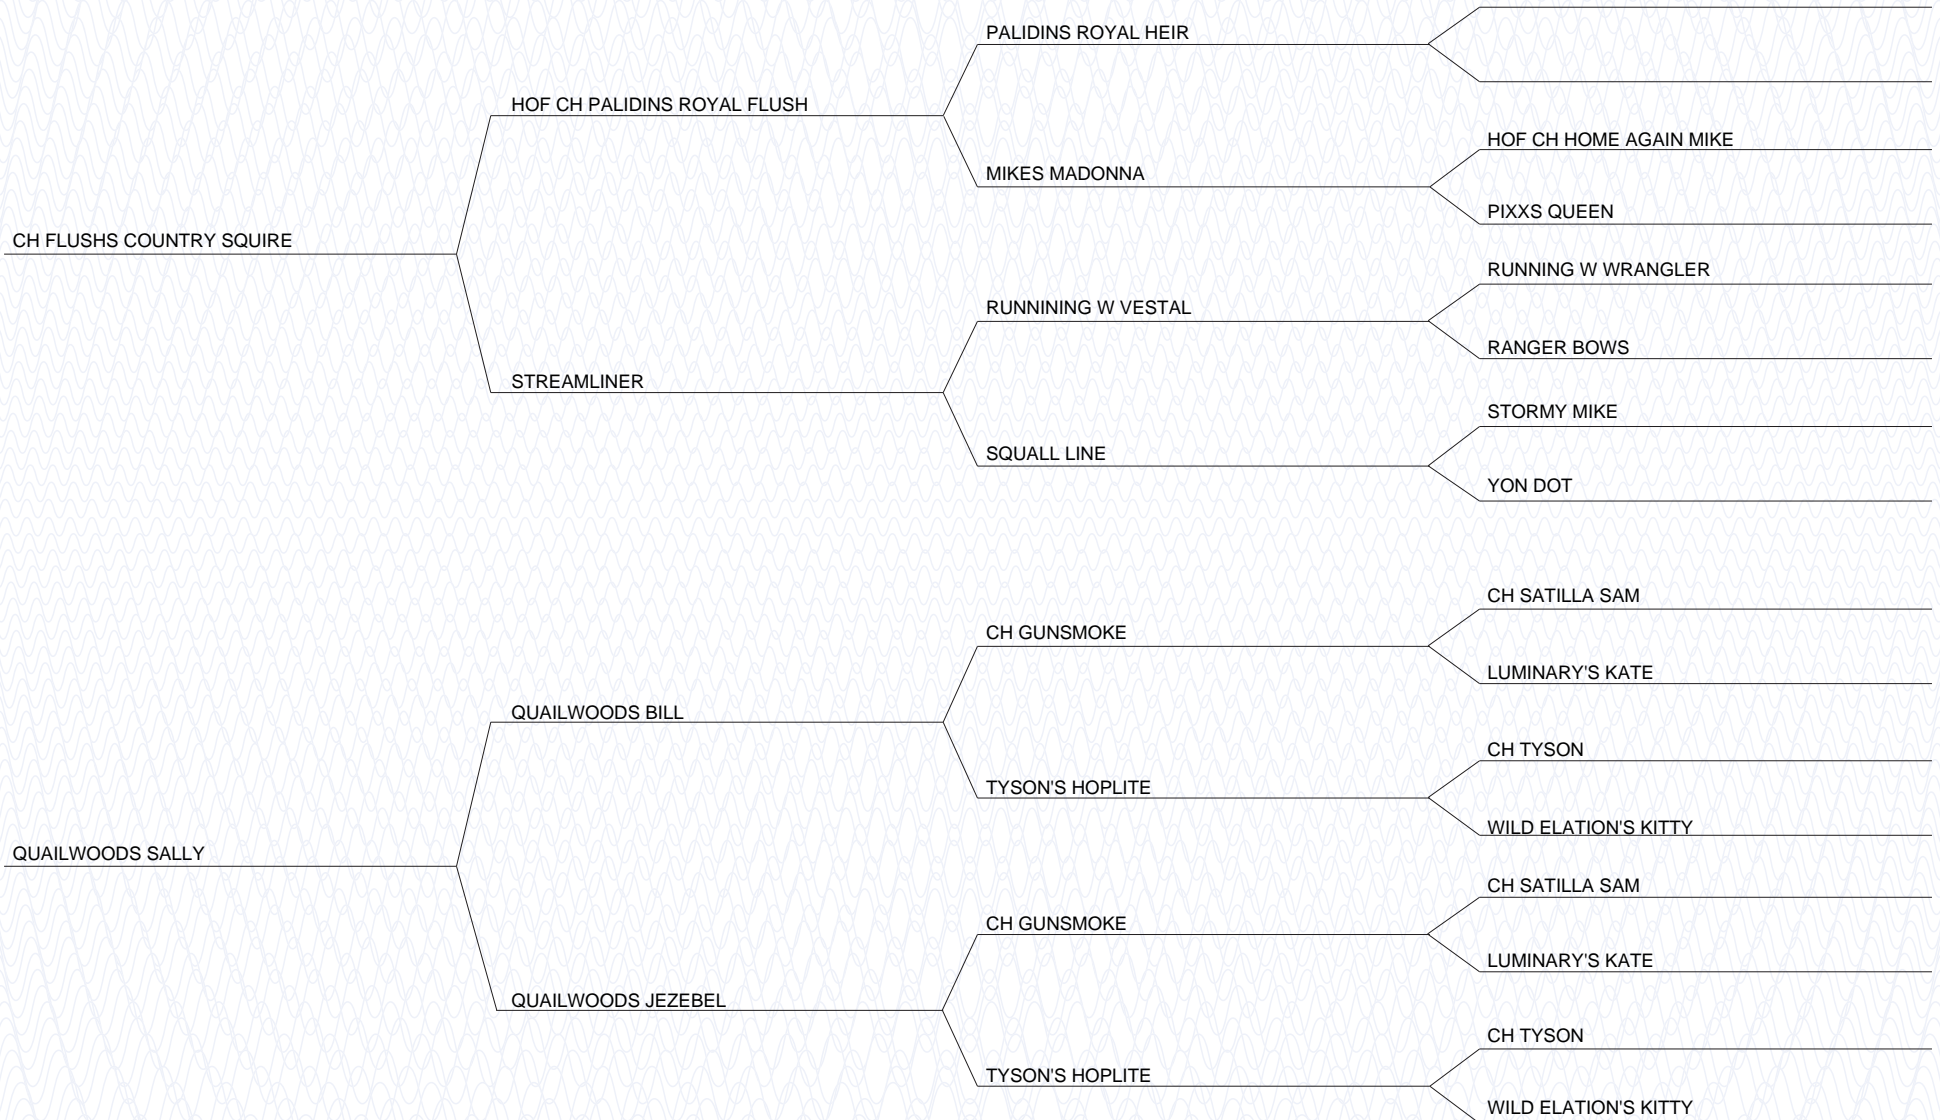 PALIDINS ROYAL HEIR
HOF CH PALIDINS ROYAL FLUSH
HOF CH HOME AGAIN MIKE
MIKES MADONNA
PIXXS QUEEN
CH FLUSHS COUNTRY SQUIRE
RUNNING W WRANGLER
RUNNINING W VESTAL
RANGER BOWS
STREAMLINER
STORMY MIKE
SQUALL LINE
YON DOT
CH SATILLA SAM
CH GUNSMOKE
LUMINARY'S KATE
QUAILWOODS BILL
CH TYSON
TYSON'S HOPLITE
WILD ELATION'S KITTY
QUAILWOODS SALLY
CH SATILLA SAM
CH GUNSMOKE
LUMINARY'S KATE
QUAILWOODS JEZEBEL
CH TYSON
TYSON'S HOPLITE
WILD ELATION'S KITTY